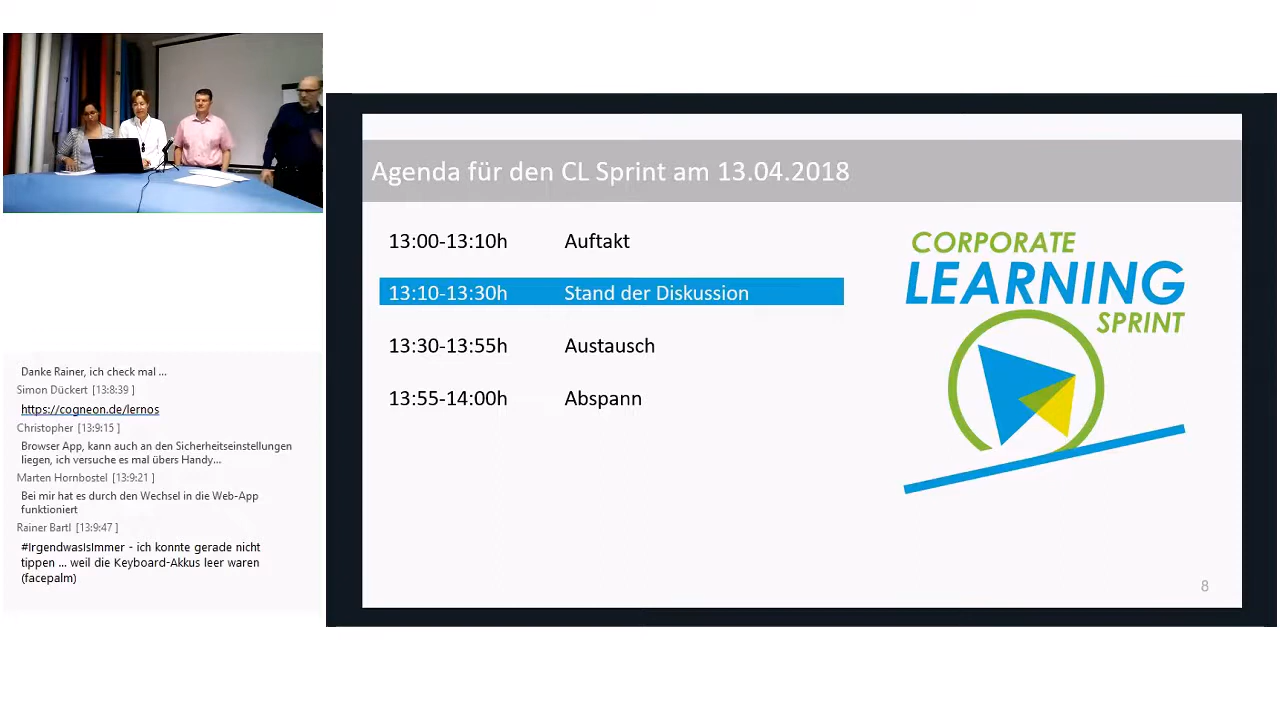 Danke Rainer, ich check mal ...
Simon Dückert [13:8:39 ]
https://cogneon.de/lernos
Christopher [13:9:15 ]
Browser App, kann auch an den Sicherheitseinstellungen
liegen, ich versuche es mal übers Handy...
Marten Hornbostel [13:9:21 ]
Bei mir hat es durch den Wechsel in die Web-App
funktioniert
Rainer Bartl [13:9:47 ]
#IrgendwasIsImmer - ich konnte gerade nicht
tippen ... weil die Keyboard-Akkus leer waren
(facepalm)
Agenda für den CL Sprint am 13.04.2018
13:00-13:10h Auftakt
13:10-13:30h Stand der Diskussion
13:30-13:55h Austausch
13:55-14:00h Abspann
CORPORATE
LEARNING
SPRINT
8